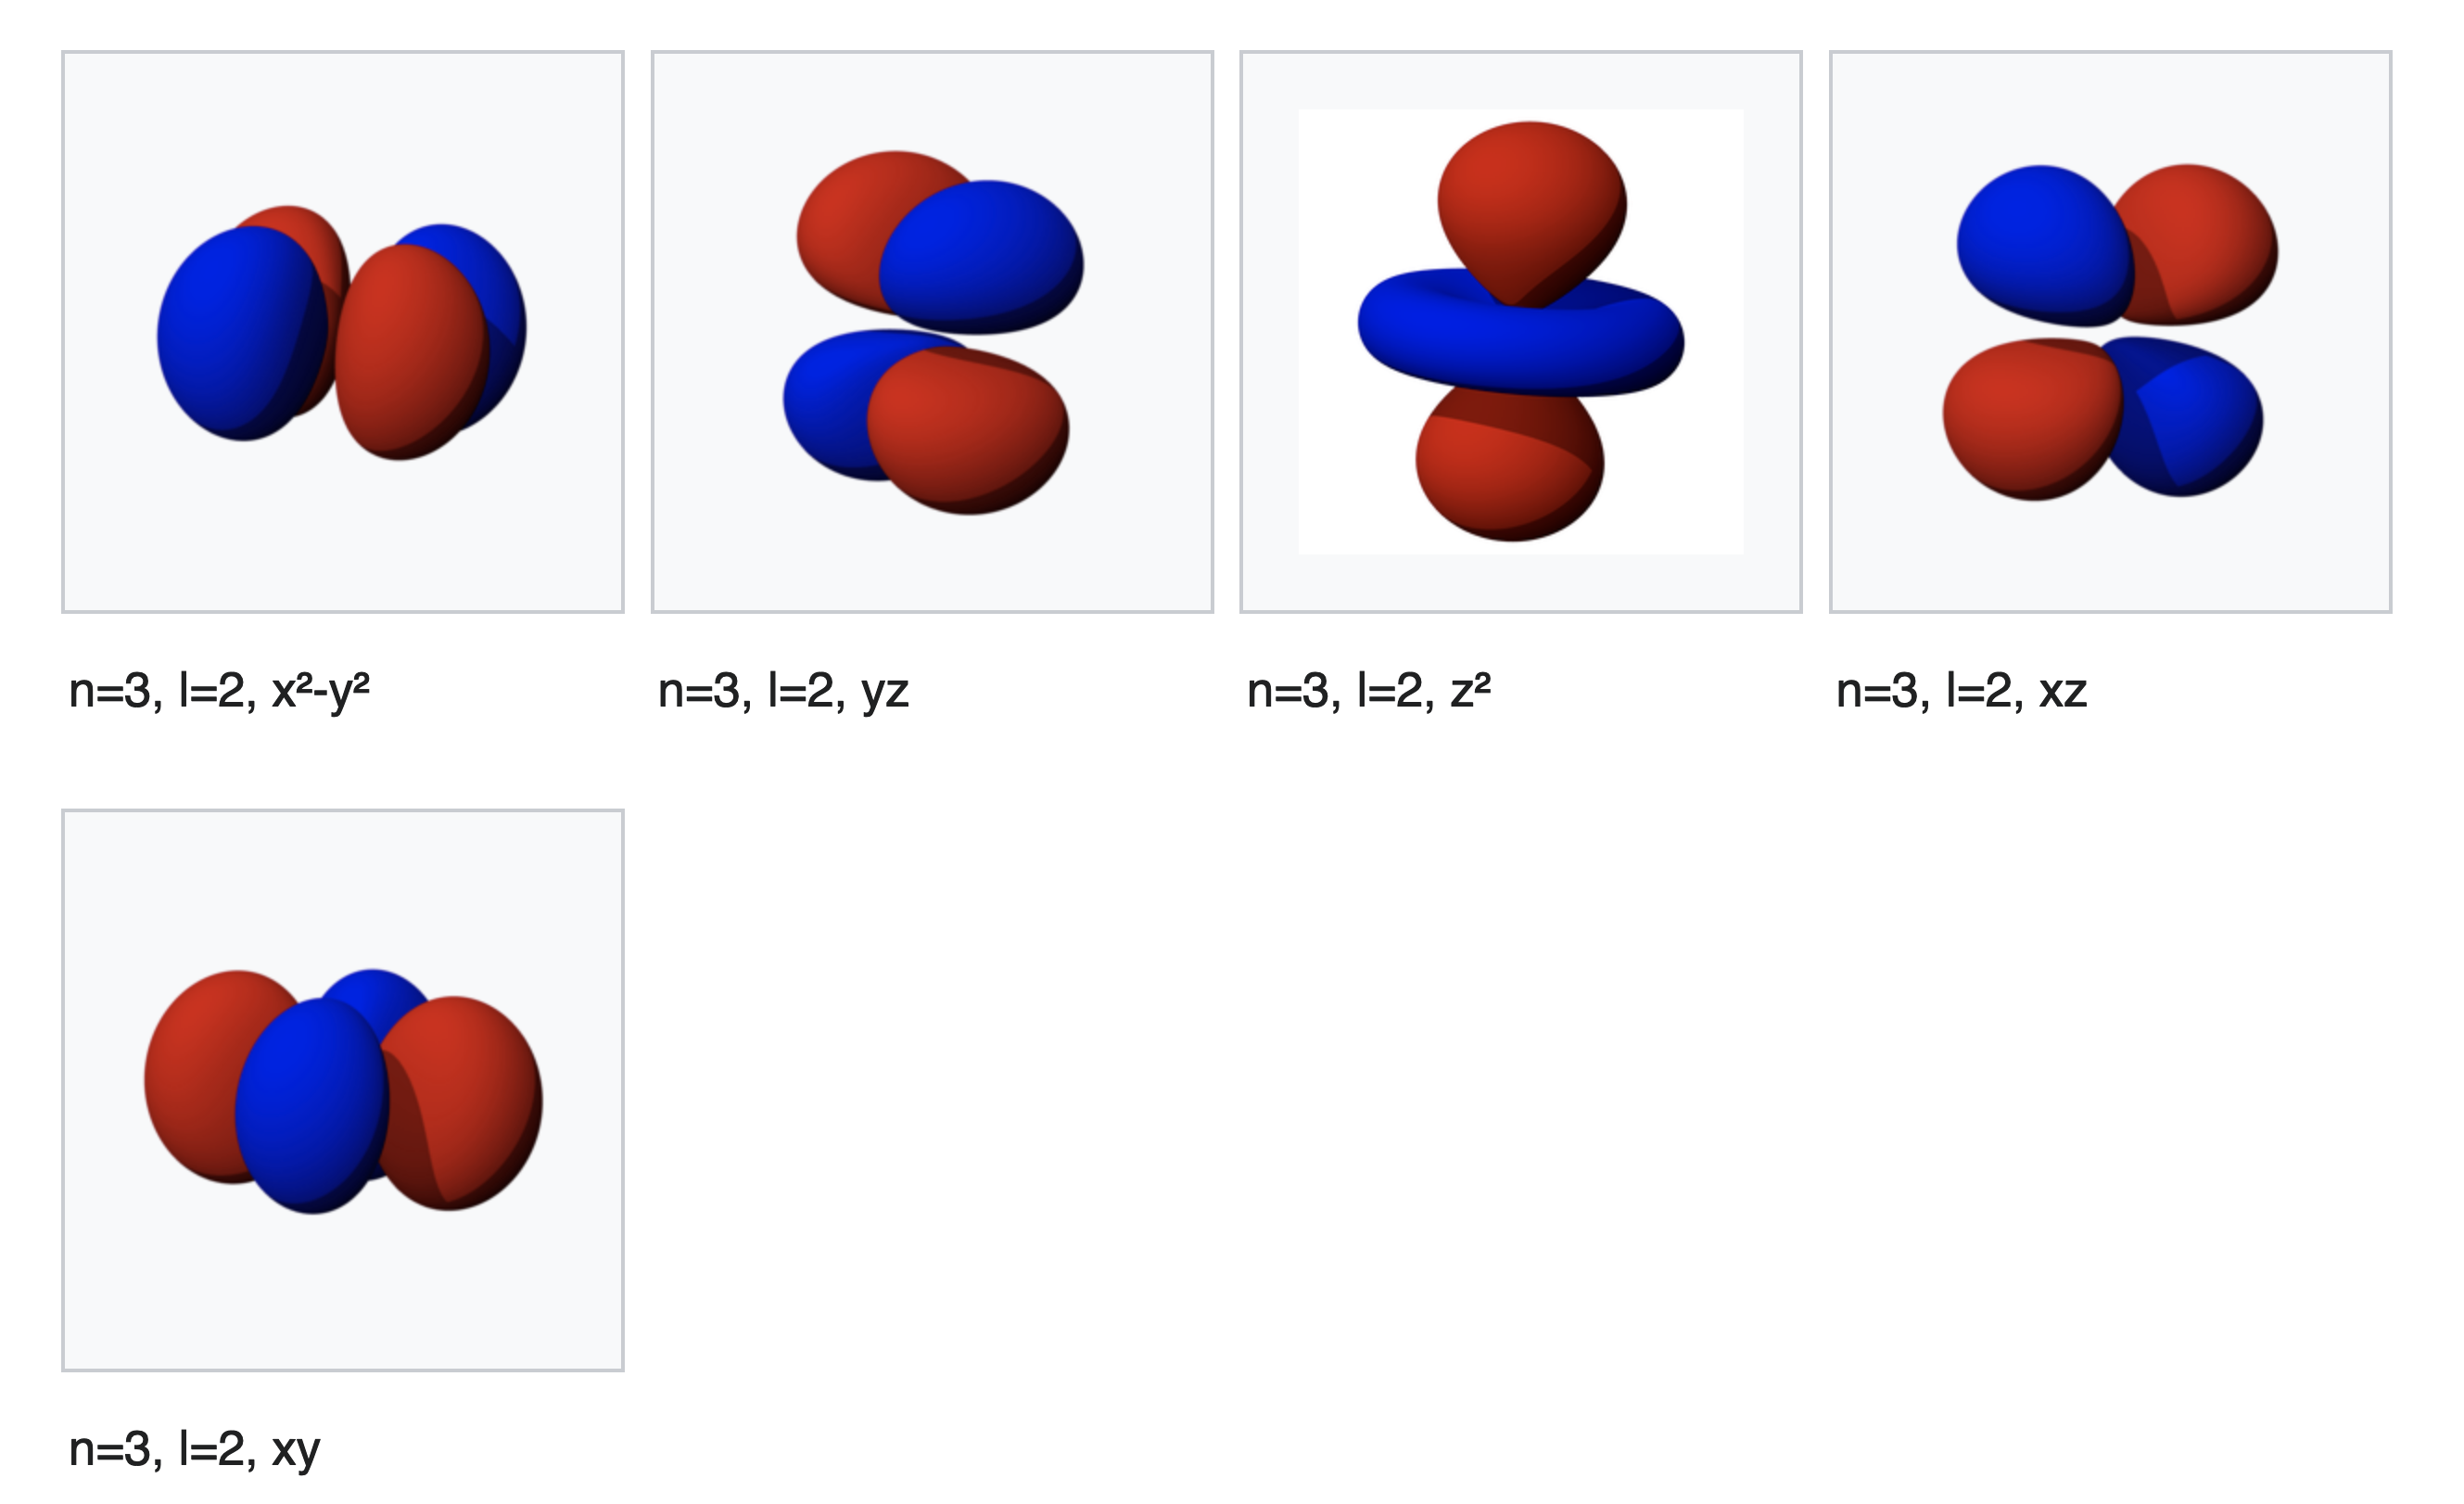 n=3, l=2, x²-y²
n=3, l=2, yz
n=3, l=2, z²
n=3, l=2, xz
n=3, l=2, xy